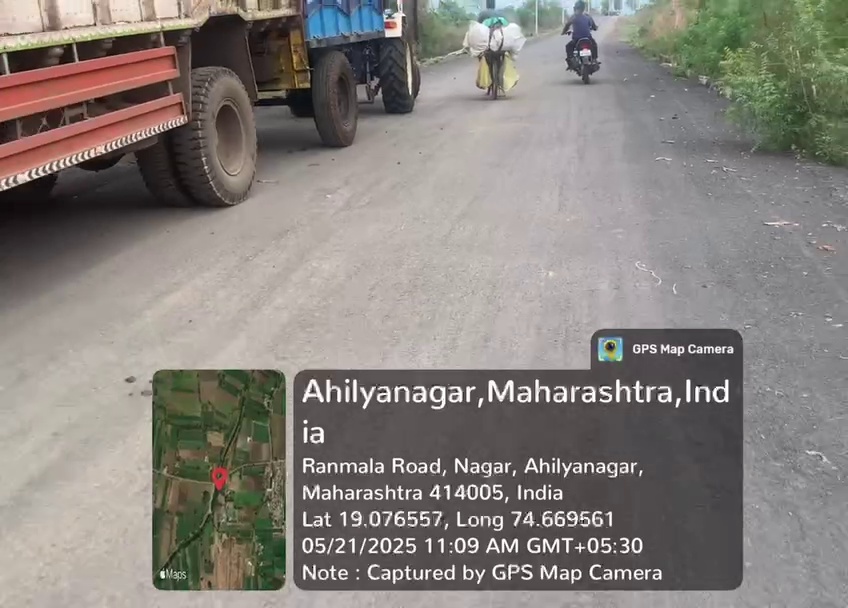 GPS Map Camera
Ahilyanagar,Maharashtra,Ind
ia
Ranmala Road, Nagar, Ahilyanagar,
Maharashtra 414005, India
Lat 19.076557, Long 74.669561
05/21/2025 11:09 AM GMT+05:30
Note : Captured by GPS Map Camera
Maps